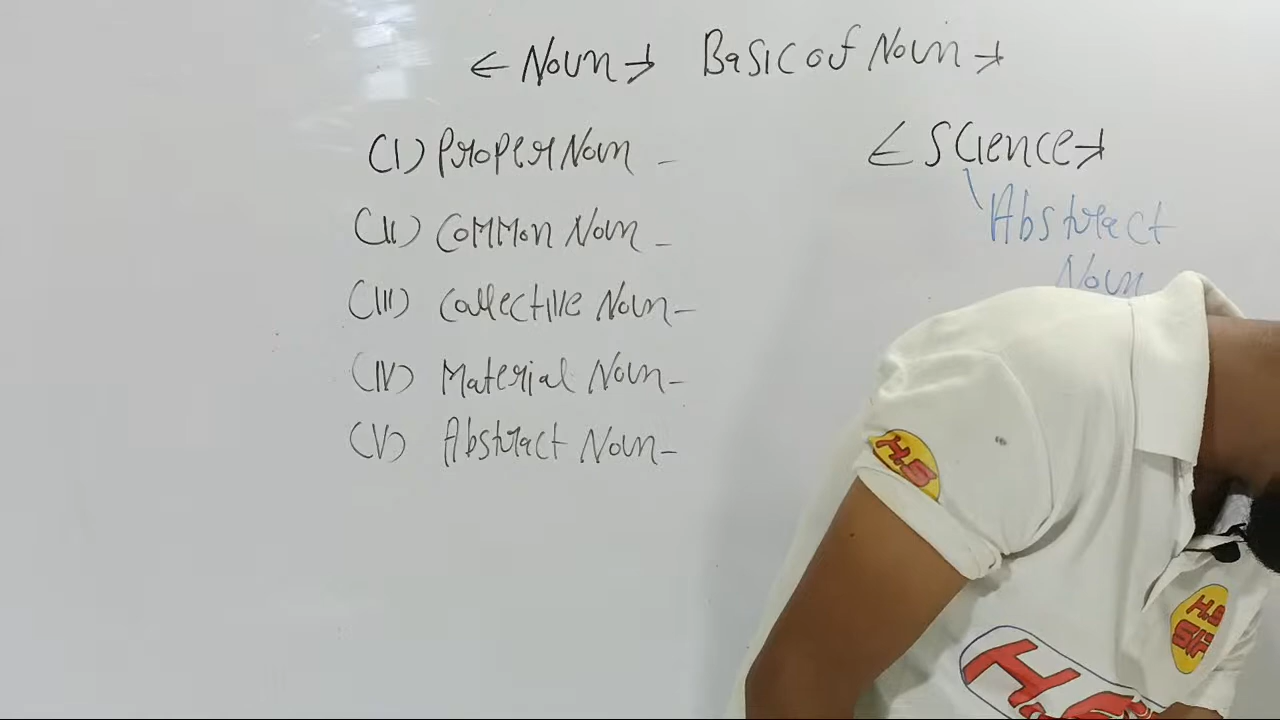 ← Noun → Basic of Noun →
(I) Proper Noun -
(II) Common Noun -
(III) Collective Noun -
(IV) Material Noun -
(V) Abstract Noun -
← Science →
Abstract
Noun
H.S
H.S
SIR